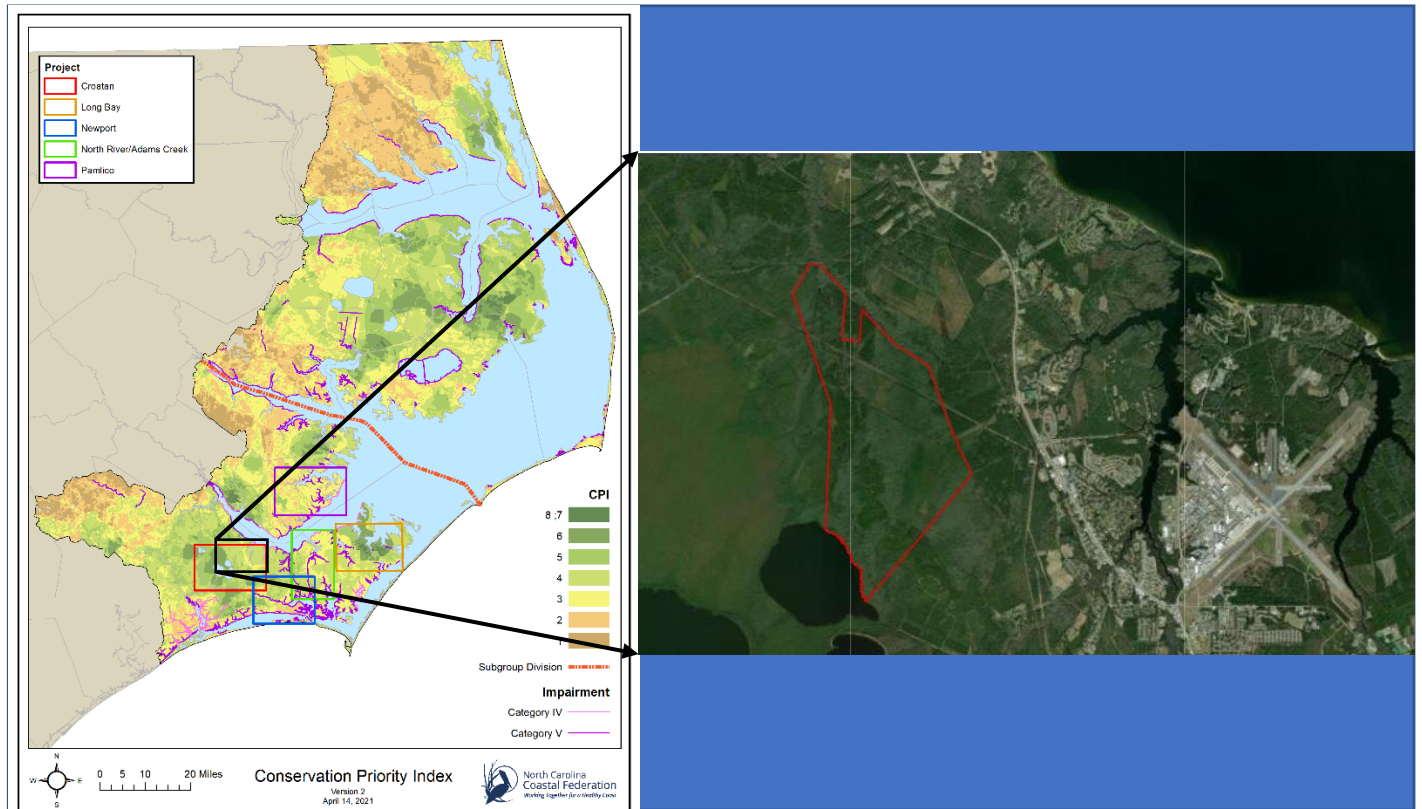 Project
Croatan
Long Bay
Newport
North River/Adams Creek
Pamlico
CPI
8 ;7
6
5
4
3
2
1
Subgroup Division
Impairment
Category IV
Category V
N
W E
S
0 5 10 20 Miles
Conservation Priority Index
Version 2
April 14, 2021
North Carolina
Coastal Federation
Working Together for a Healthy Coast